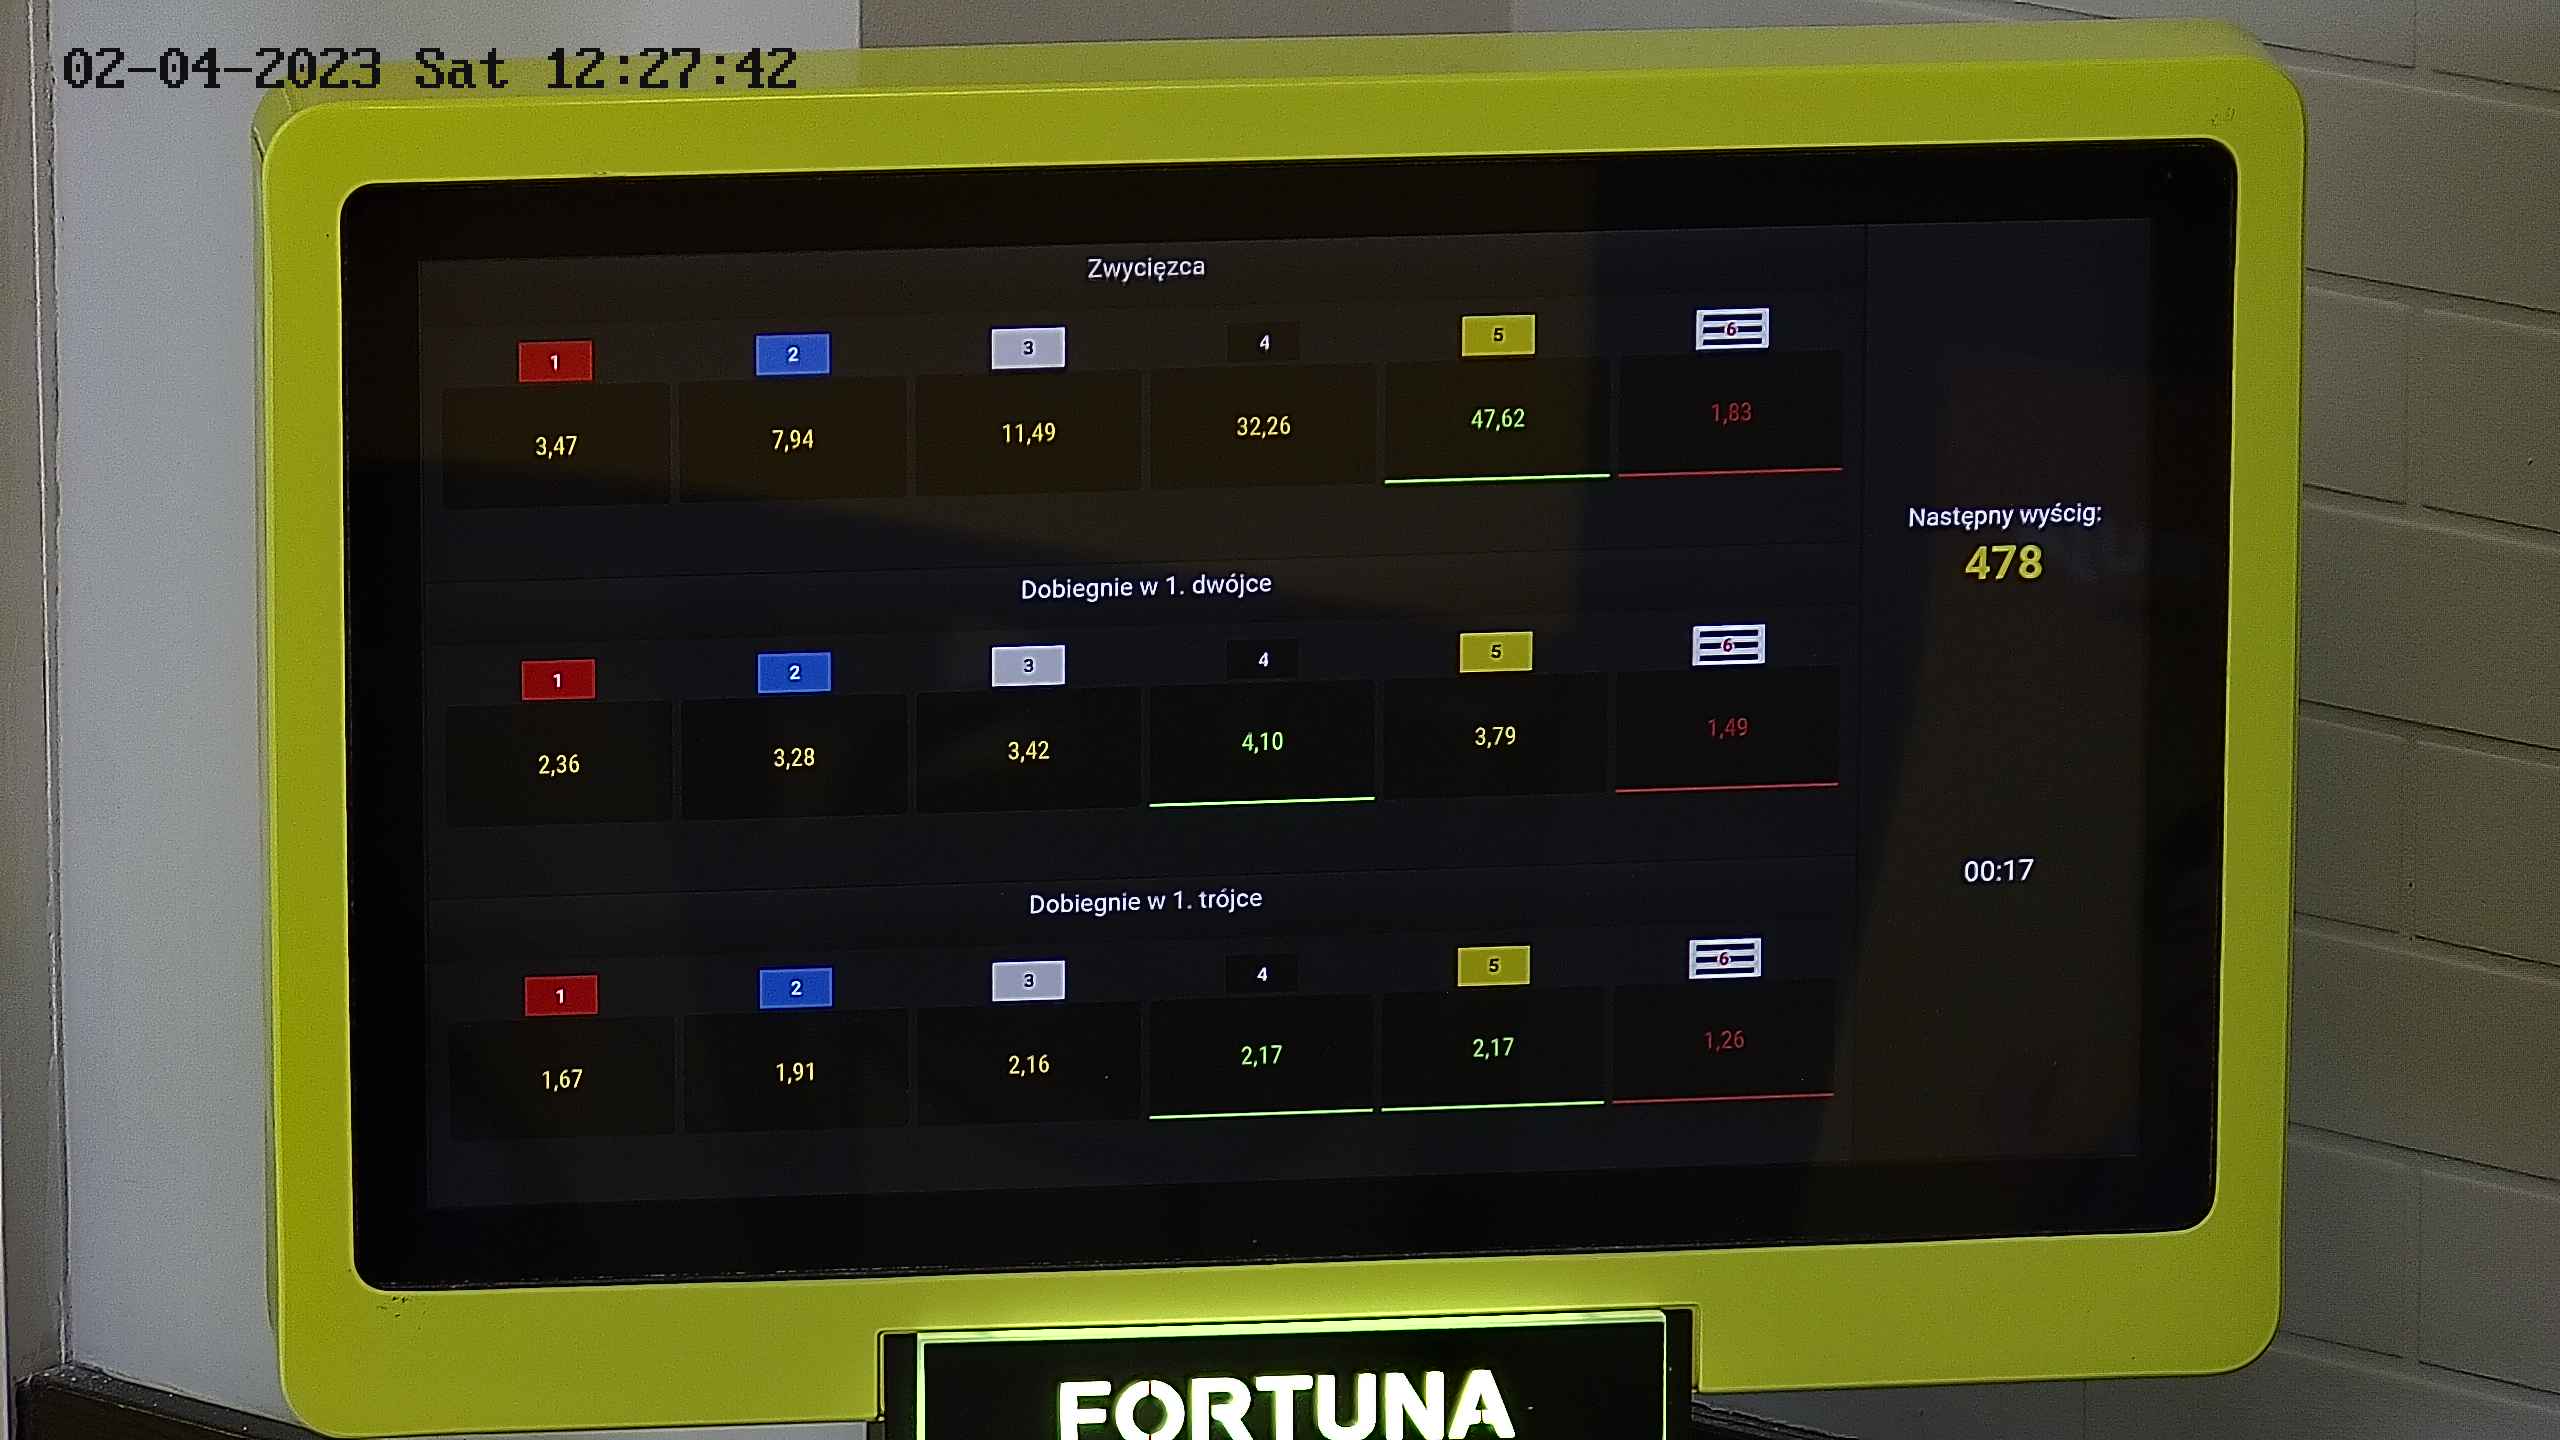 02-04-2023 Sat 12:27:42
Zwycięzca
1 2 3 4 5 6
3,47 7,94 11,49 32,26 47,62 1,83
Dobiegnie w 1. dwójce
1 2 3 4 5 6
2,36 3,28 3,42 4,10 3,79 1,49
Dobiegnie w 1. trójce
1 2 3 4 5 6
1,67 1,91 2,16 2,17 2,17 1,26
Następny wyścig:
478
00:17
FORTUNA